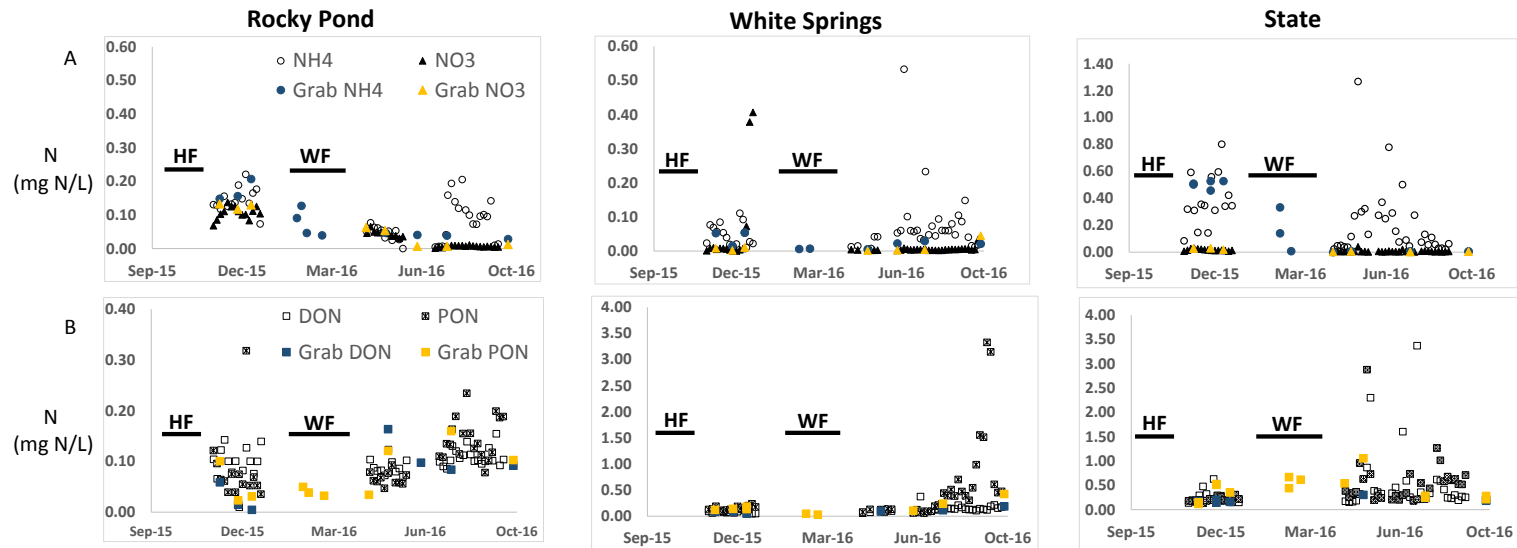 Rocky Pond
White Springs
State
A
N
(mg N/L)
0.60
0.50
0.40
0.30
0.20
0.10
0.00
NH4
NO3
Grab NH4
Grab NO3
HF
WF
Sep-15
Dec-15
Mar-16
Jun-16
Oct-16
0.60
0.50
0.40
0.30
0.20
0.10
0.00
HF
WF
Sep-15
Dec-15
Mar-16
Jun-16
Oct-16
1.40
1.20
1.00
0.80
0.60
0.40
0.20
0.00
HF
WF
Sep-15
Dec-15
Mar-16
Jun-16
Oct-16
B
N
(mg N/L)
0.40
0.30
0.20
0.10
0.00
DON
PON
Grab DON
Grab PON
HF
WF
Sep-15
Dec-15
Mar-16
Jun-16
Oct-16
4.00
3.50
3.00
2.50
2.00
1.50
1.00
0.50
0.00
HF
WF
Sep-15
Dec-15
Mar-16
Jun-16
Oct-16
4.00
3.50
3.00
2.50
2.00
1.50
1.00
0.50
0.00
HF
WF
Sep-15
Dec-15
Mar-16
Jun-16
Oct-16